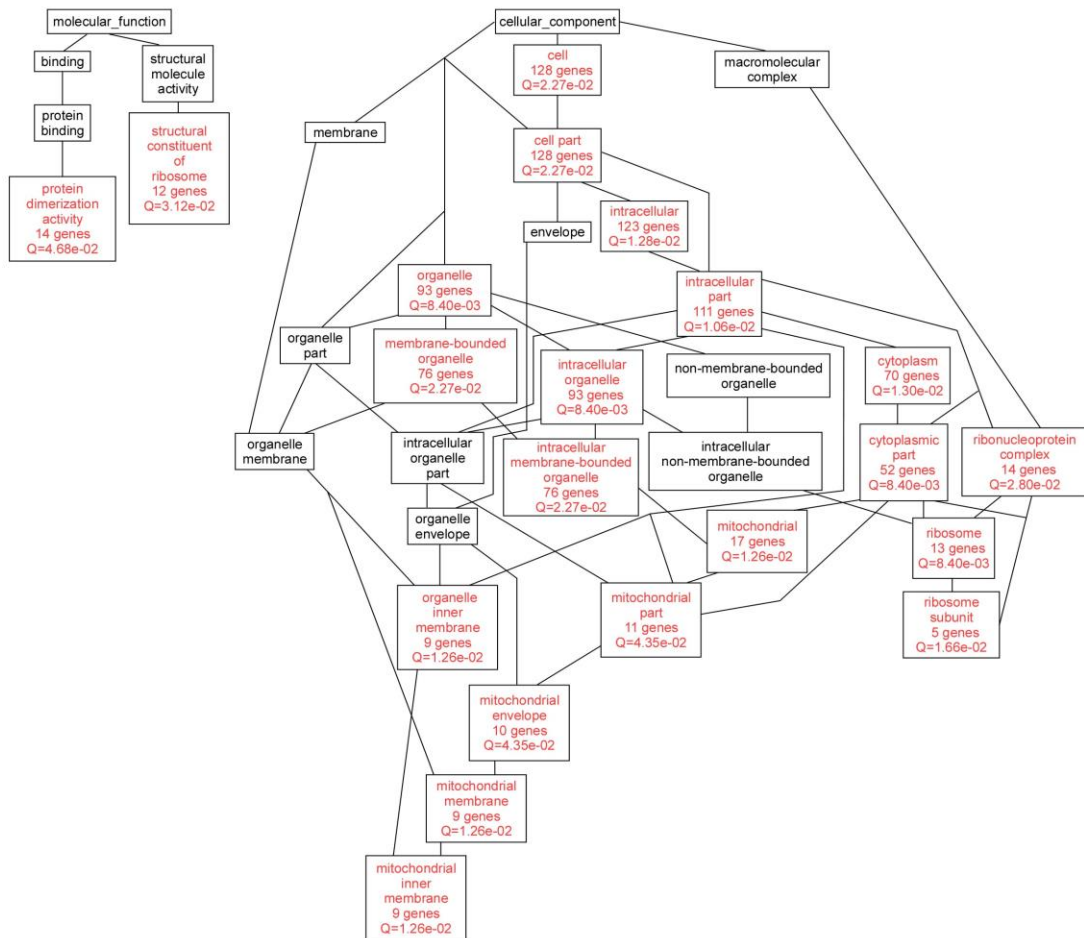 molecular_function
binding
structural
molecule
activity
protein
binding
structural
constituent
of
ribosome
12 genes
Q=3.12e-02
protein
dimerization
activity
14 genes
Q=4.68e-02
cellular_component
cell
128 genes
Q=2.27e-02
macromolecular
complex
membrane
cell part
128 genes
Q=2.27e-02
envelope
intracellular
123 genes
Q=1.28e-02
organelle
93 genes
Q=8.40e-03
intracellular
part
111 genes
Q=1.06e-02
organelle
part
membrane-bounded
organelle
76 genes
Q=2.27e-02
intracellular
organelle
93 genes
Q=8.40e-03
non-membrane-bounded
organelle
cytoplasm
70 genes
Q=1.30e-02
organelle
membrane
intracellular
organelle
part
intracellular
membrane-bounded
organelle
76 genes
Q=2.27e-02
intracellular
non-membrane-bounded
organelle
cytoplasmic
part
52 genes
Q=8.40e-03
ribonucleoprotein
complex
14 genes
Q=2.80e-02
organelle
envelope
mitochondrial
17 genes
Q=1.26e-02
ribosome
13 genes
Q=8.40e-03
organelle
inner
membrane
9 genes
Q=1.26e-02
mitochondrial
part
11 genes
Q=4.35e-02
ribosome
subunit
5 genes
Q=1.66e-02
mitochondrial
envelope
10 genes
Q=4.35e-02
mitochondrial
membrane
9 genes
Q=1.26e-02
mitochondrial
inner
membrane
9 genes
Q=1.26e-02